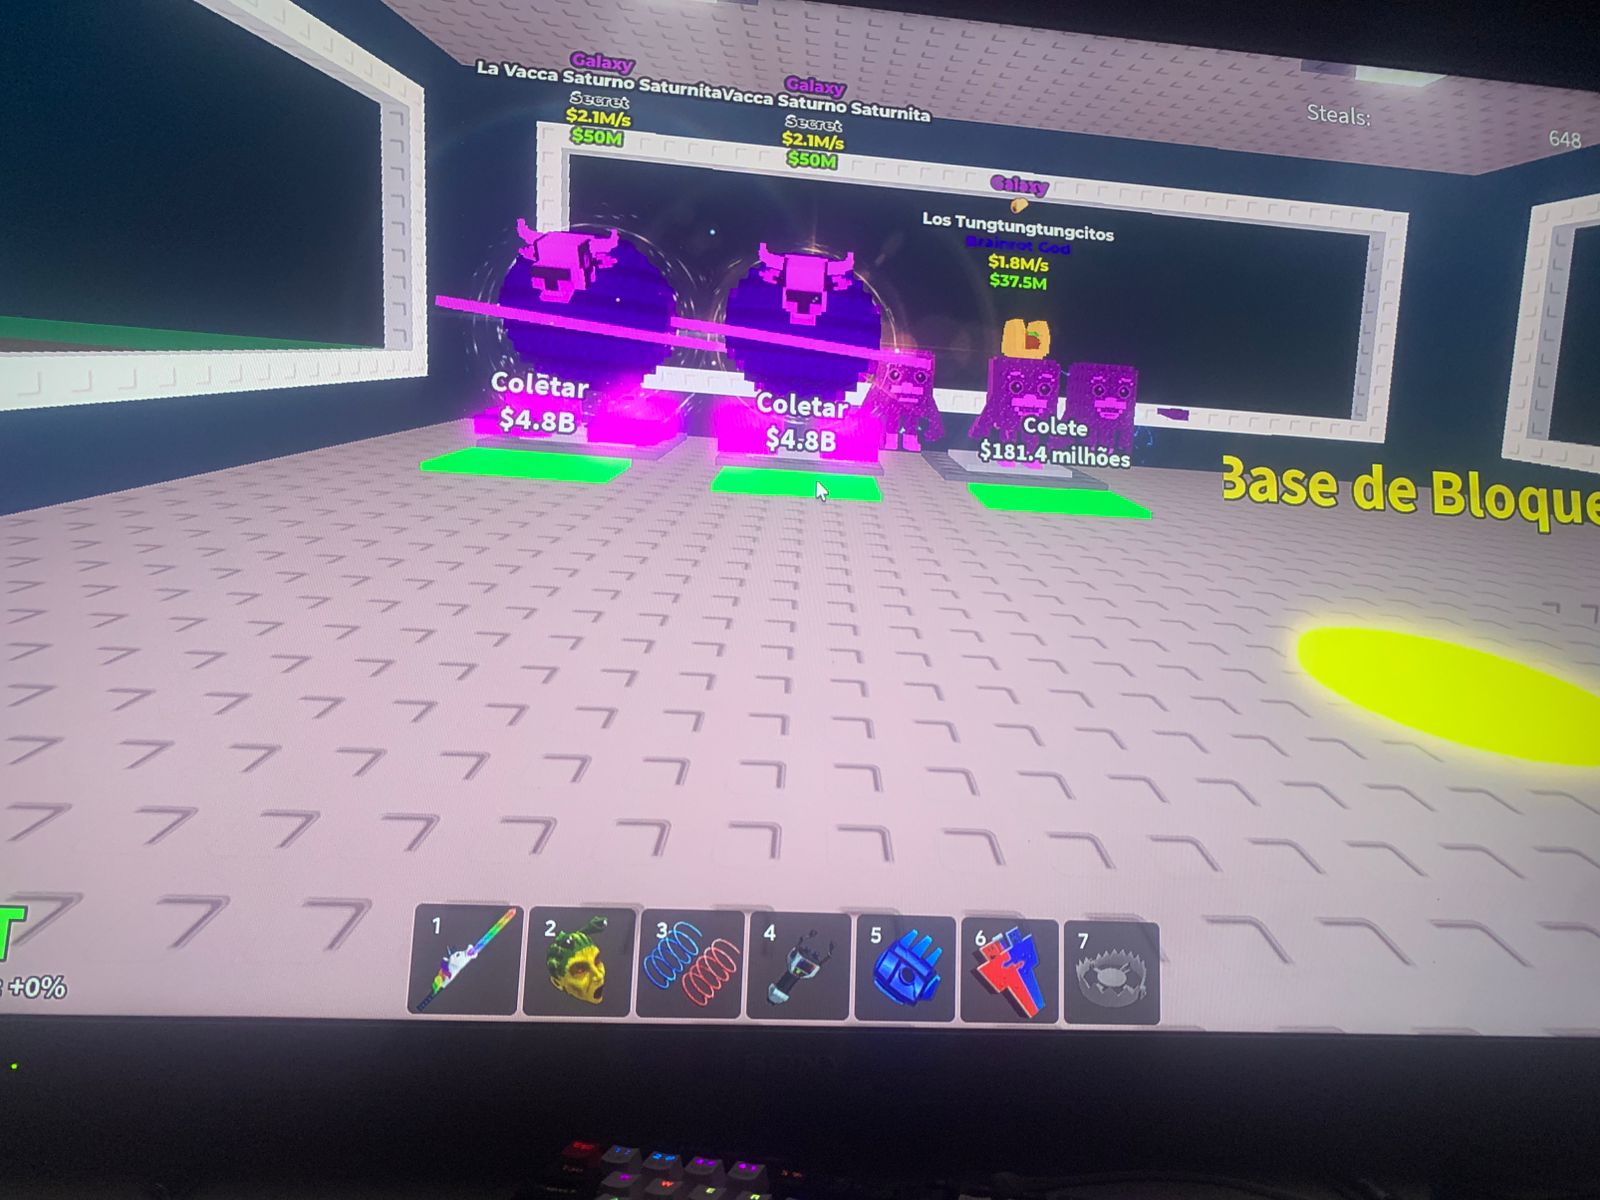 Galaxy
La Vacca Saturno Saturnita
Secret
$2.1M/s
$50M
Galaxy
Vacca Saturno Saturnita
Secret
$2.1M/s
$50M
Steals:
648
Galaxy
Los Tungtungtungcitos
Brainrot God
$1.8M/s
$37.5M
Coletar
$4.8B
Coletar
$4.8B
Colete
$181.4 milhões
Base de Bloque
T
: +0%
1
2
3
4
5
6
7